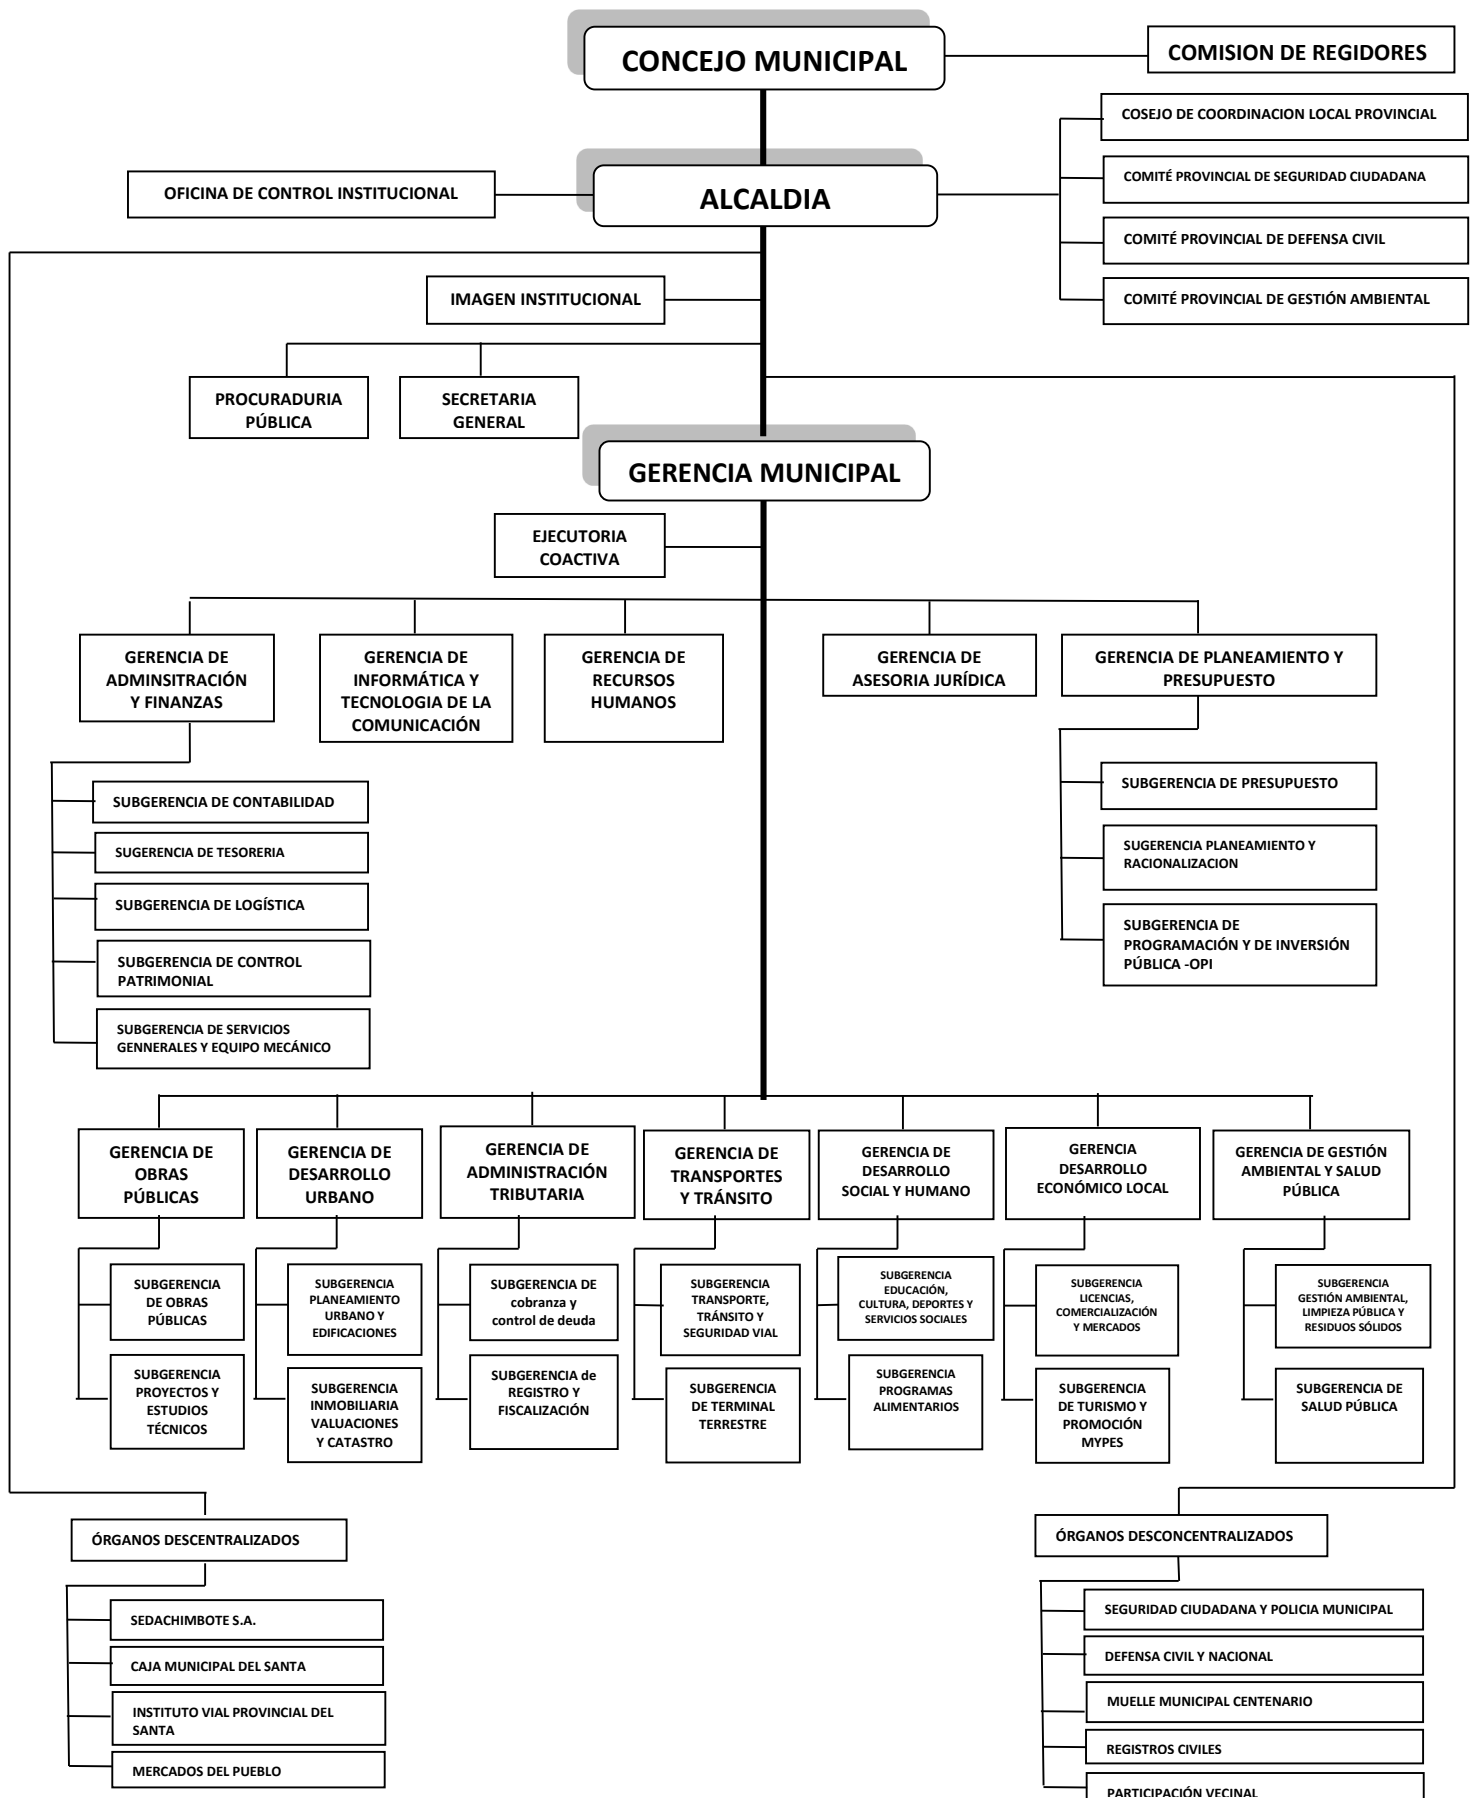 CONCEJO MUNICIPAL
COMISION DE REGIDORES
COSEJO DE COORDINACION LOCAL PROVINCIAL
COMITÉ PROVINCIAL DE SEGURIDAD CIUDADANA
OFICINA DE CONTROL INSTITUCIONAL
ALCALDIA
COMITÉ PROVINCIAL DE DEFENSA CIVIL
COMITÉ PROVINCIAL DE GESTIÓN AMBIENTAL
IMAGEN INSTITUCIONAL
PROCURADURIA
PÚBLICA
SECRETARIA
GENERAL
GERENCIA MUNICIPAL
EJECUTORIA
COACTIVA
GERENCIA DE
ADMINSITRACIÓN
Y FINANZAS
GERENCIA DE
INFORMÁTICA Y
TECNOLOGIA DE LA
COMUNICACIÓN
GERENCIA DE
RECURSOS
HUMANOS
GERENCIA DE
ASESORIA JURÍDICA
GERENCIA DE PLANEAMIENTO Y
PRESUPUESTO
SUBGERENCIA DE CONTABILIDAD
SUGERENCIA DE TESORERIA
SUBGERENCIA DE LOGÍSTICA
SUBGERENCIA DE CONTROL
PATRIMONIAL
SUBGERENCIA DE SERVICIOS
GENNERALES Y EQUIPO MECÁNICO
SUBGERENCIA DE PRESUPUESTO
SUGERENCIA PLANEAMIENTO Y
RACIONALIZACION
SUBGERENCIA DE
PROGRAMACIÓN Y DE INVERSIÓN
PÚBLICA -OPI
GERENCIA DE
OBRAS
PÚBLICAS
GERENCIA DE
DESARROLLO
URBANO
GERENCIA DE
ADMINISTRACIÓN
TRIBUTARIA
GERENCIA DE
TRANSPORTES
Y TRÁNSITO
GERENCIA DE
DESARROLLO
SOCIAL Y HUMANO
GERENCIA
DESARROLLO
ECONÓMICO LOCAL
GERENCIA DE GESTIÓN
AMBIENTAL Y SALUD
PÚBLICA
SUBGERENCIA
DE OBRAS
PÚBLICAS
SUBGERENCIA
PLANEAMIENTO
URBANO Y
EDIFICACIONES
SUBGERENCIA DE
cobranza y
control de deuda
SUBGERENCIA
TRANSPORTE,
TRÁNSITO Y
SEGURIDAD VIAL
SUBGERENCIA
EDUCACIÓN,
CULTURA, DEPORTES Y
SERVICIOS SOCIALES
SUBGERENCIA
LICENCIAS,
COMERCIALIZACIÓN
Y MERCADOS
SUBGERENCIA
GESTIÓN AMBIENTAL,
LIMPIEZA PÚBLICA Y
RESIDUOS SÓLIDOS
SUBGERENCIA
PROYECTOS Y
ESTUDIOS
TÉCNICOS
SUBGERENCIA
INMOBILIARIA
VALUACIONES
Y CATASTRO
SUBGERENCIA de
REGISTRO Y
FISCALIZACIÓN
SUBGERENCIA
DE TERMINAL
TERRESTRE
SUBGERENCIA
PROGRAMAS
ALIMENTARIOS
SUBGERENCIA
DE TURISMO Y
PROMOCIÓN
MYPES
SUBGERENCIA DE
SALUD PÚBLICA
ÓRGANOS DESCENTRALIZADOS
SEDACHIMBOTE S.A.
CAJA MUNICIPAL DEL SANTA
INSTITUTO VIAL PROVINCIAL DEL
SANTA
MERCADOS DEL PUEBLO
ÓRGANOS DESCONCENTRALIZADOS
SEGURIDAD CIUDADANA Y POLICIA MUNICIPAL
DEFENSA CIVIL Y NACIONAL
MUELLE MUNICIPAL CENTENARIO
REGISTROS CIVILES
PARTICIPACIÓN VECINAL